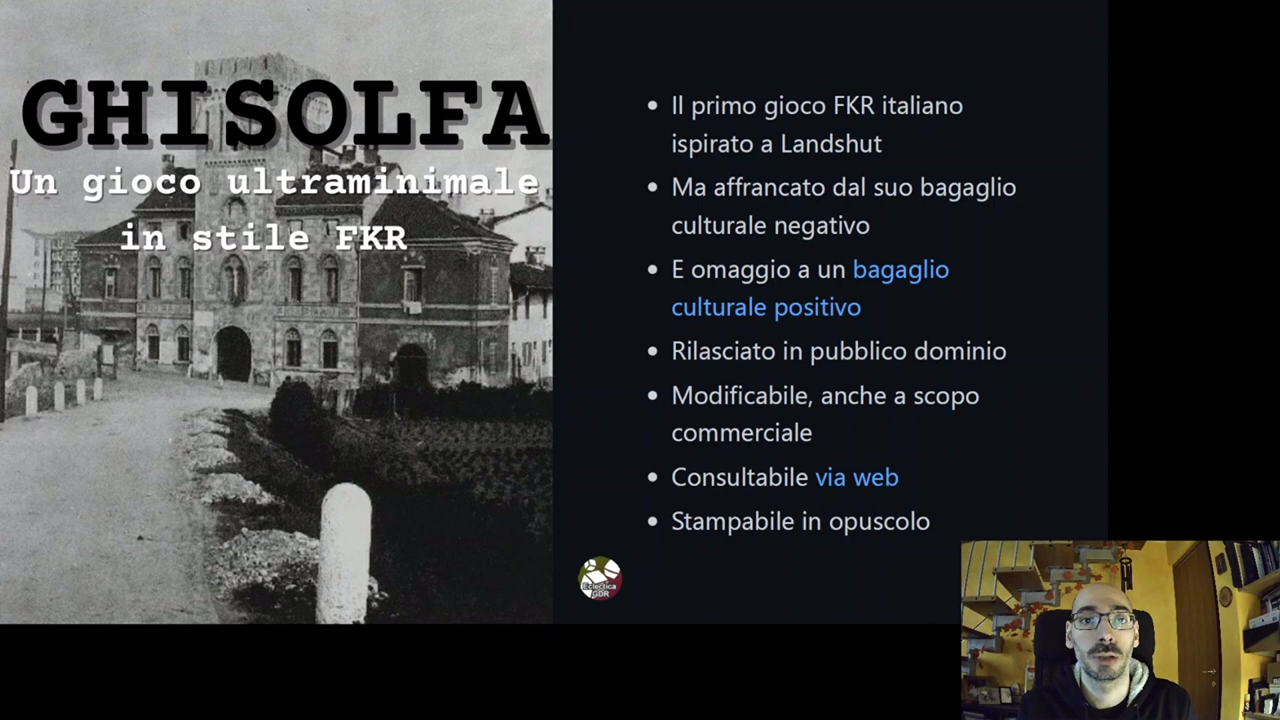 GHISOLFA
Un gioco ultraminimale
in stile FKR
Il primo gioco FKR italiano
ispirato a Landshut
Ma affrancato dal suo bagaglio
culturale negativo
E omaggio a un bagaglio
culturale positivo
Rilasciato in pubblico dominio
Modificabile, anche a scopo
commerciale
Consultabile via web
Stampabile in opuscolo
Eclectica
GDR